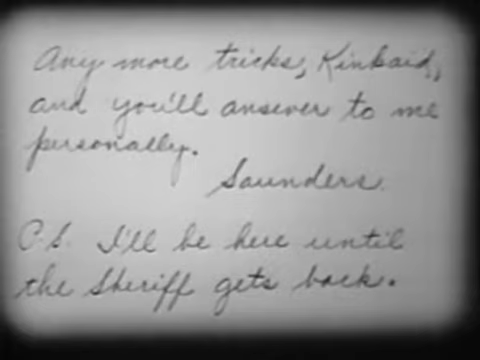 Any more tricks, Kinkaid,
and you'll answer to me
personally.
Saunders.
P.S. I'll be here until
the Sheriff gets back.